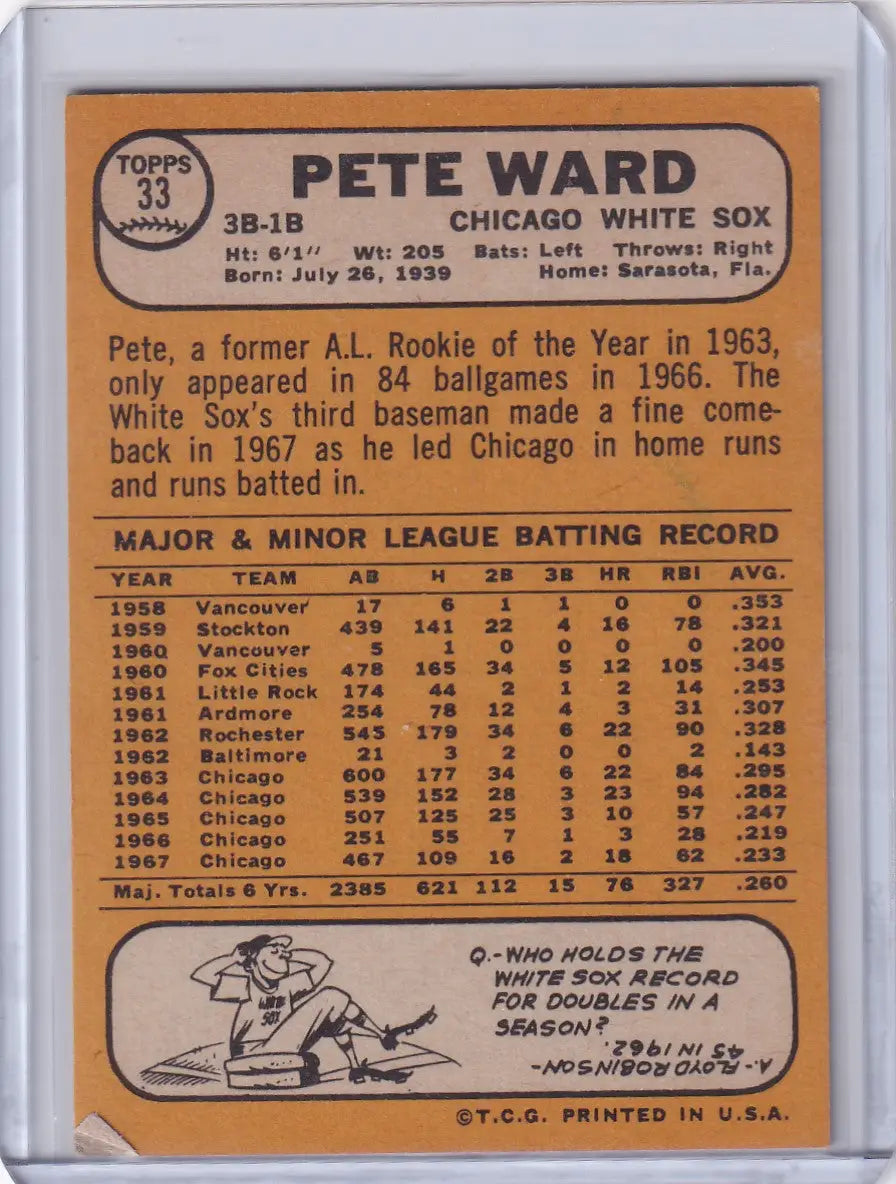 TOPPS
33
PETE WARD
3B-1B CHICAGO WHITE SOX
Ht: 6'1" Wt: 205 Bats: Left Throws: Right
Born: July 26, 1939 Home: Sarasota, Fla.
Pete, a former A.L. Rookie of the Year in 1963,
only appeared in 84 ballgames in 1966. The
White Sox's third baseman made a fine come-
back in 1967 as he led Chicago in home runs
and runs batted in.
MAJOR & MINOR LEAGUE BATTING RECORD
YEAR TEAM AB H 2B 3B HR RBI AVG.
1958 Vancouver 17 6 1 1 0 0 .353
1959 Stockton 439 141 22 4 16 78 .321
1960 Vancouver 5 1 0 0 0 0 .200
1960 Fox Cities 478 165 34 5 12 105 .345
1961 Little Rock 174 44 2 1 2 14 .253
1961 Ardmore 254 78 12 4 3 31 .307
1962 Rochester 545 179 34 6 22 90 .328
1962 Baltimore 21 3 2 0 0 2 .143
1963 Chicago 600 177 34 6 22 84 .295
1964 Chicago 539 152 28 3 23 94 .282
1965 Chicago 507 125 25 3 10 57 .247
1966 Chicago 251 55 7 1 3 28 .219
1967 Chicago 467 109 16 2 18 62 .233
Maj. Totals 6 Yrs. 2385 621 112 15 76 327 .260
WHITE
SOX
Q.-WHO HOLDS THE
WHITE SOX RECORD
FOR DOUBLES IN A
SEASON?
A.-FLOYD ROBINSON-
45 IN 1962.
©T.C.G. PRINTED IN U.S.A.